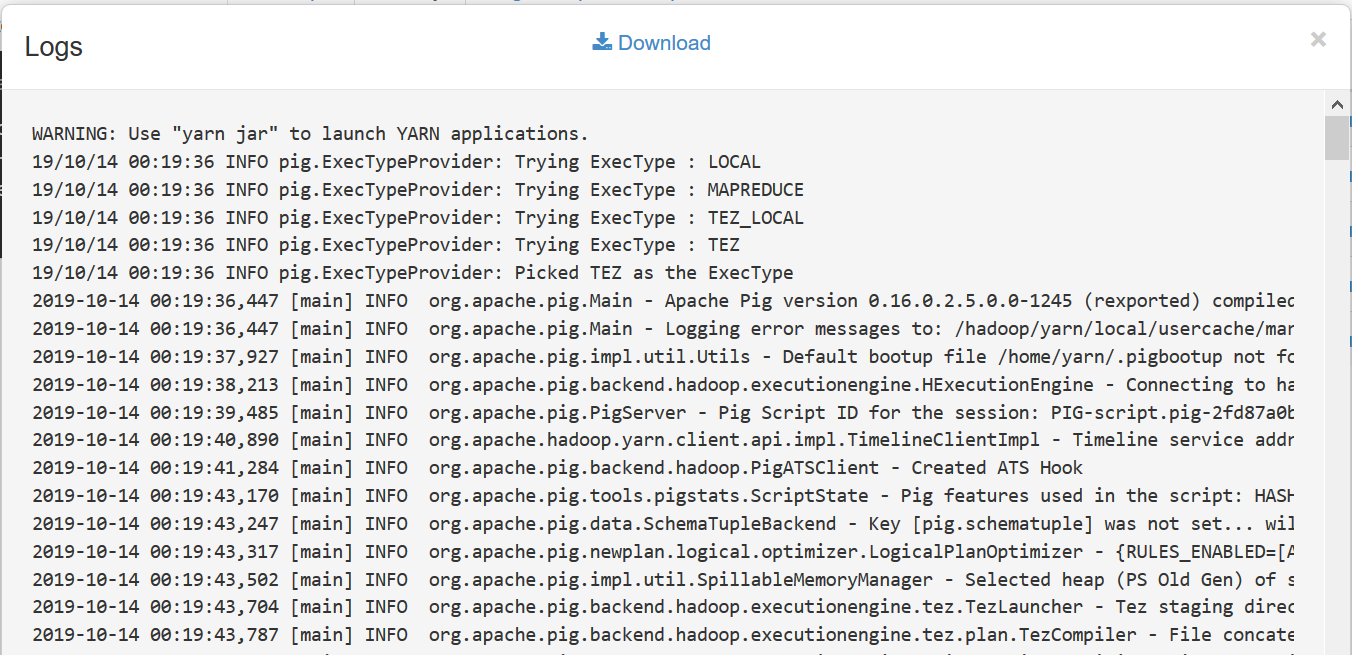 Logs
Download
×
WARNING: Use "yarn jar" to launch YARN applications.
19/10/14 00:19:36 INFO pig.ExecTypeProvider: Trying ExecType : LOCAL
19/10/14 00:19:36 INFO pig.ExecTypeProvider: Trying ExecType : MAPREDUCE
19/10/14 00:19:36 INFO pig.ExecTypeProvider: Trying ExecType : TEZ_LOCAL
19/10/14 00:19:36 INFO pig.ExecTypeProvider: Trying ExecType : TEZ
19/10/14 00:19:36 INFO pig.ExecTypeProvider: Picked TEZ as the ExecType
2019-10-14 00:19:36,447 [main] INFO  org.apache.pig.Main - Apache Pig version 0.16.0.2.5.0.0-1245 (rexported) compiled
2019-10-14 00:19:36,447 [main] INFO  org.apache.pig.Main - Logging error messages to: /hadoop/yarn/local/usercache/mar
2019-10-14 00:19:37,927 [main] INFO  org.apache.pig.impl.util.Utils - Default bootup file /home/yarn/.pigbootup not fo
2019-10-14 00:19:38,213 [main] INFO  org.apache.pig.backend.hadoop.executionengine.HExecutionEngine - Connecting to ha
2019-10-14 00:19:39,485 [main] INFO  org.apache.pig.PigServer - Pig Script ID for the session: PIG-script.pig-2fd87a0b
2019-10-14 00:19:40,890 [main] INFO  org.apache.hadoop.yarn.client.api.impl.TimelineClientImpl - Timeline service addr
2019-10-14 00:19:41,284 [main] INFO  org.apache.pig.backend.hadoop.PigATSClient - Created ATS Hook
2019-10-14 00:19:43,170 [main] INFO  org.apache.pig.tools.pigstats.ScriptState - Pig features used in the script: HASH
2019-10-14 00:19:43,247 [main] INFO  org.apache.pig.data.SchemaTupleBackend - Key [pig.schematuple] was not set... wil
2019-10-14 00:19:43,317 [main] INFO  org.apache.pig.newplan.logical.optimizer.LogicalPlanOptimizer - {RULES_ENABLED=[A
2019-10-14 00:19:43,502 [main] INFO  org.apache.pig.impl.util.SpillableMemoryManager - Selected heap (PS Old Gen) of s
2019-10-14 00:19:43,704 [main] INFO  org.apache.pig.backend.hadoop.executionengine.tez.TezLauncher - Tez staging direc
2019-10-14 00:19:43,787 [main] INFO  org.apache.pig.backend.hadoop.executionengine.tez.plan.TezCompiler - File concate